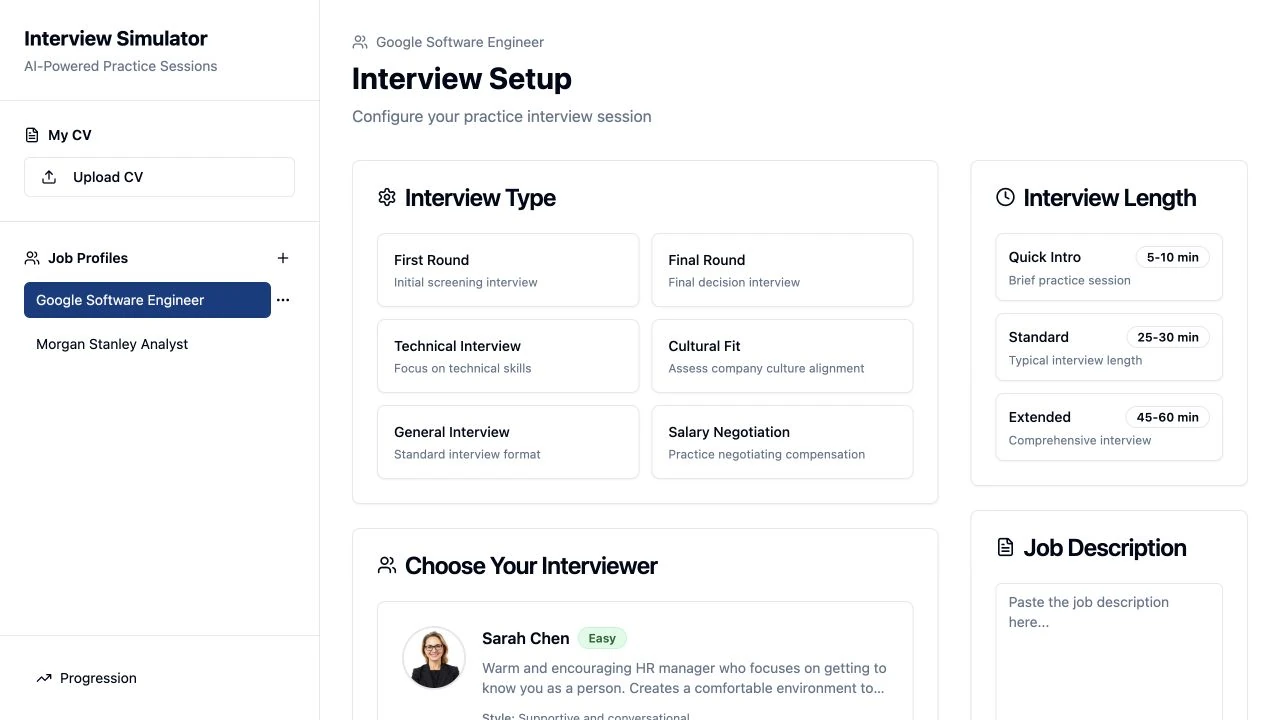 Interview Simulator
AI-Powered Practice Sessions
My CV
Upload CV
Job Profiles
Google Software Engineer
Morgan Stanley Analyst
Progression
Google Software Engineer
Interview Setup
Configure your practice interview session
Interview Type
First Round
Initial screening interview
Final Round
Final decision interview
Technical Interview
Focus on technical skills
Cultural Fit
Assess company culture alignment
General Interview
Standard interview format
Salary Negotiation
Practice negotiating compensation
Choose Your Interviewer
Sarah Chen Easy
Warm and encouraging HR manager who focuses on getting to
know you as a person. Creates a comfortable environment to...
Style: Supportive and conversational
Interview Length
Quick Intro 5-10 min
Brief practice session
Standard 25-30 min
Typical interview length
Extended 45-60 min
Comprehensive interview
Job Description
Paste the job description
here...